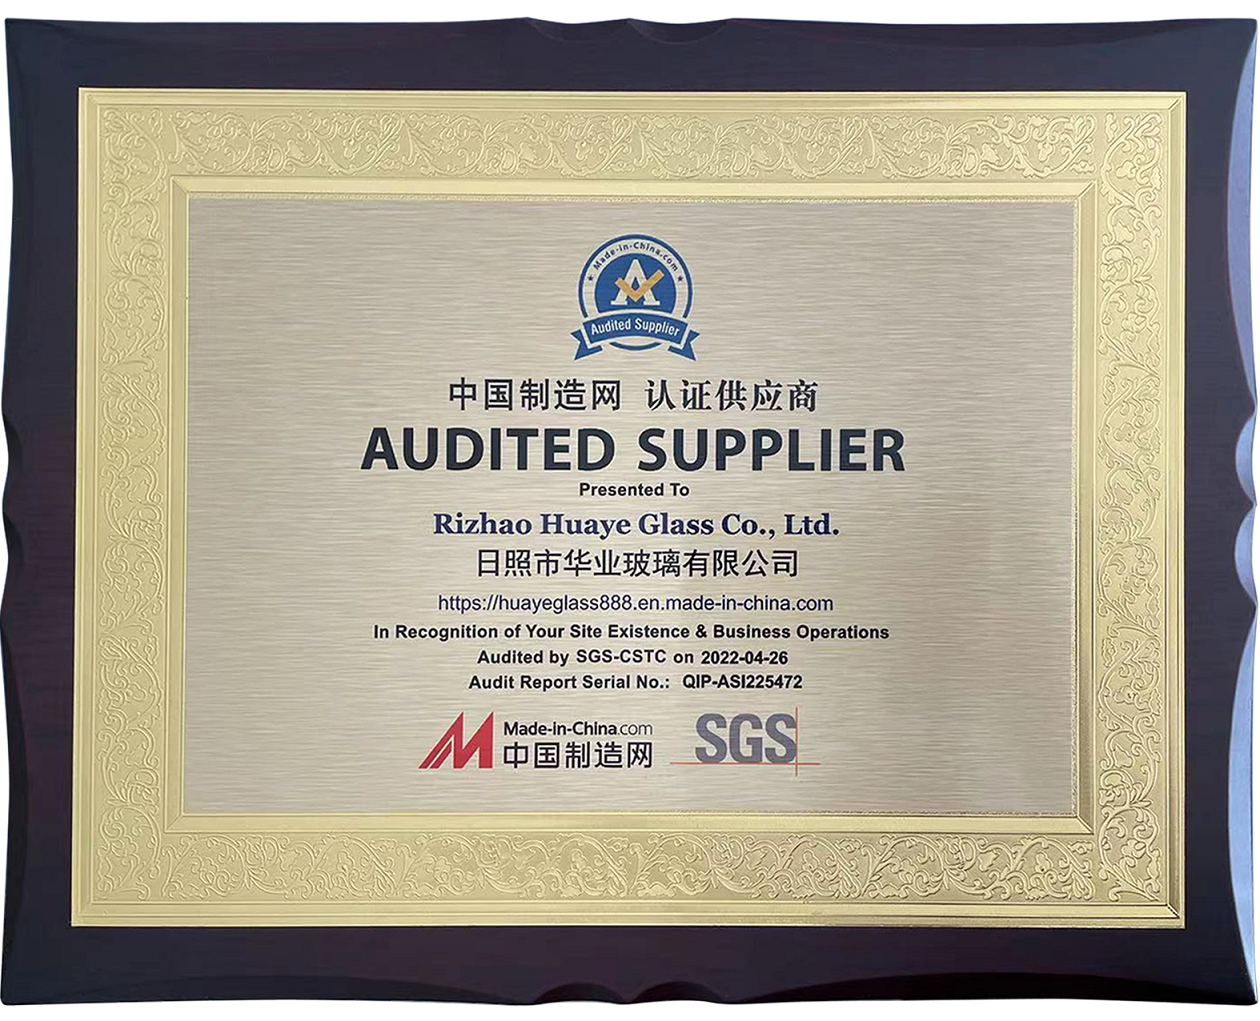 Made-in-China.com
A
Audited Supplier
中国制造网 认证供应商
AUDITED SUPPLIER
Presented To
Rizhao Huaye Glass Co., Ltd.
日照市华业玻璃有限公司
https://huayeglass888.en.made-in-china.com
In Recognition of Your Site Existence & Business Operations
Audited by SGS-CSTC on 2022-04-26
Audit Report Serial No.: QIP-ASI225472
Made-in-China.com
中国制造网
SGS